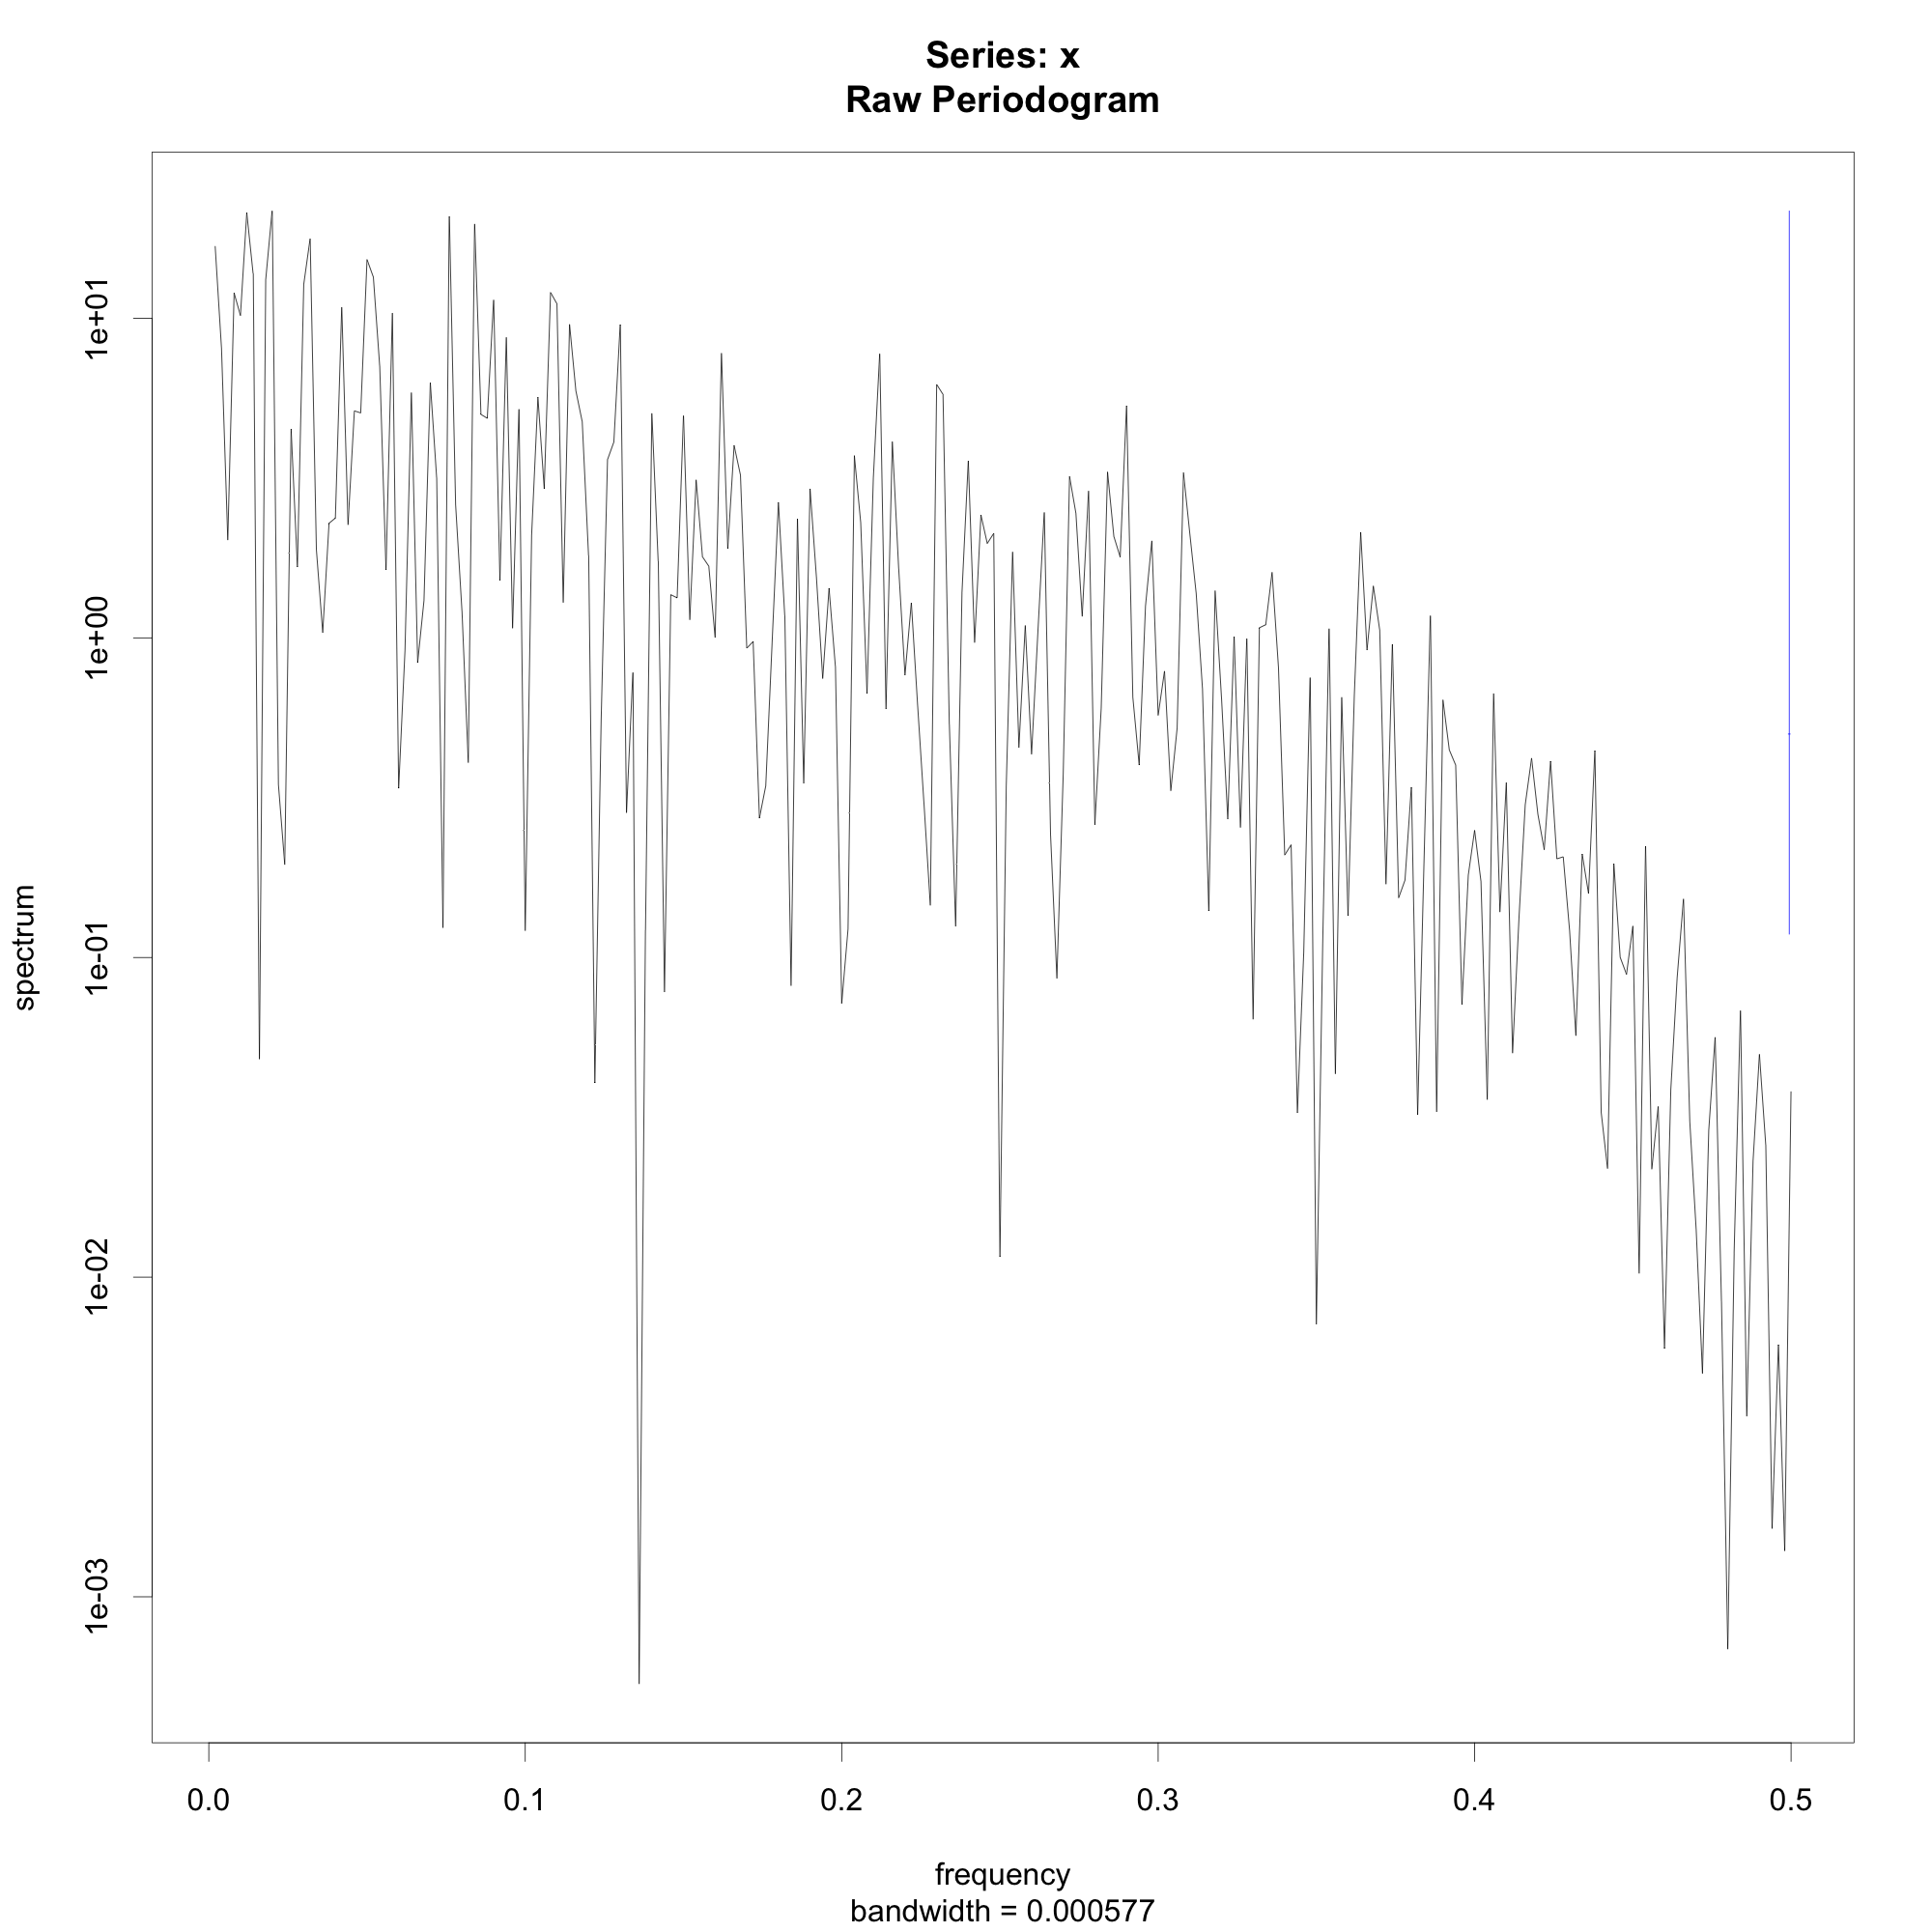 Series: x
Raw Periodogram
spectrum
1e+01
1e+00
1e-01
1e-02
1e-03
0.0 0.1 0.2 0.3 0.4 0.5
frequency
bandwidth = 0.000577